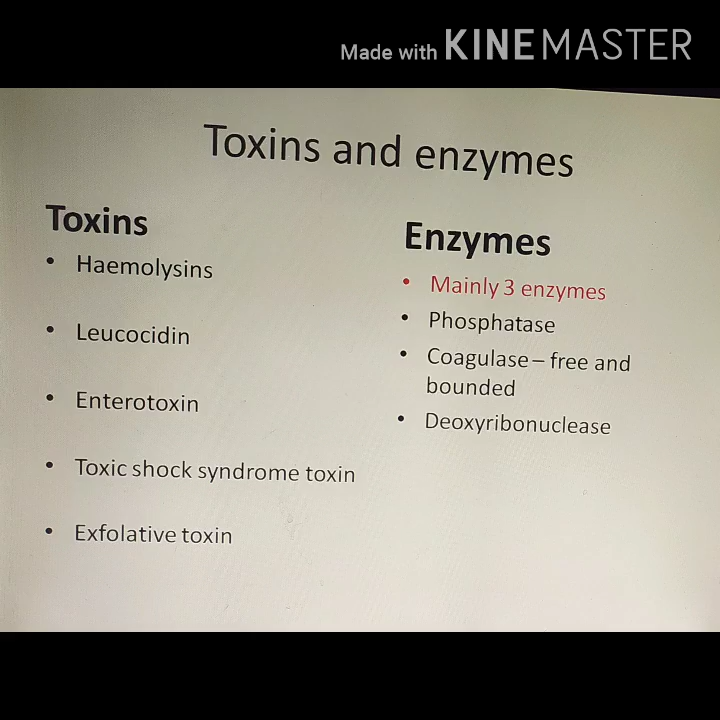 Made with KINEMASTER
Toxins and enzymes
Toxins
• Haemolysins
• Leucocidin
• Enterotoxin
• Toxic shock syndrome toxin
• Exfolative toxin
Enzymes
• Mainly 3 enzymes
• Phosphatase
• Coagulase – free and
bounded
• Deoxyribonuclease